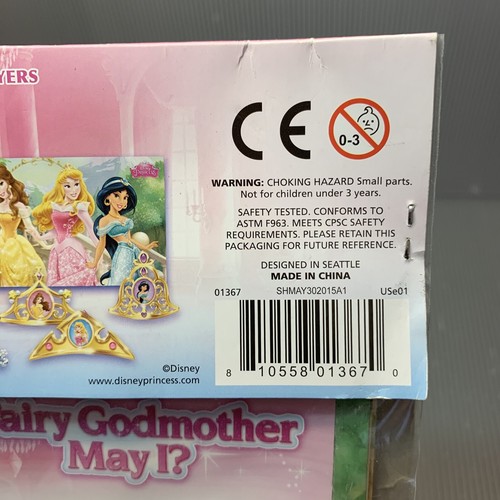 YERS
CE
0-3
WARNING: CHOKING HAZARD Small parts.
Not for children under 3 years.
SAFETY TESTED. CONFORMS TO
ASTM F963. MEETS CPSC SAFETY
REQUIREMENTS. PLEASE RETAIN THIS
PACKAGING FOR FUTURE REFERENCE.
DESIGNED IN SEATTLE
MADE IN CHINA
01367 SHMAY302015A1 USe01
8 10558 01367 0
©Disney
www.disneyprincess.com
Fairy Godmother
May I?